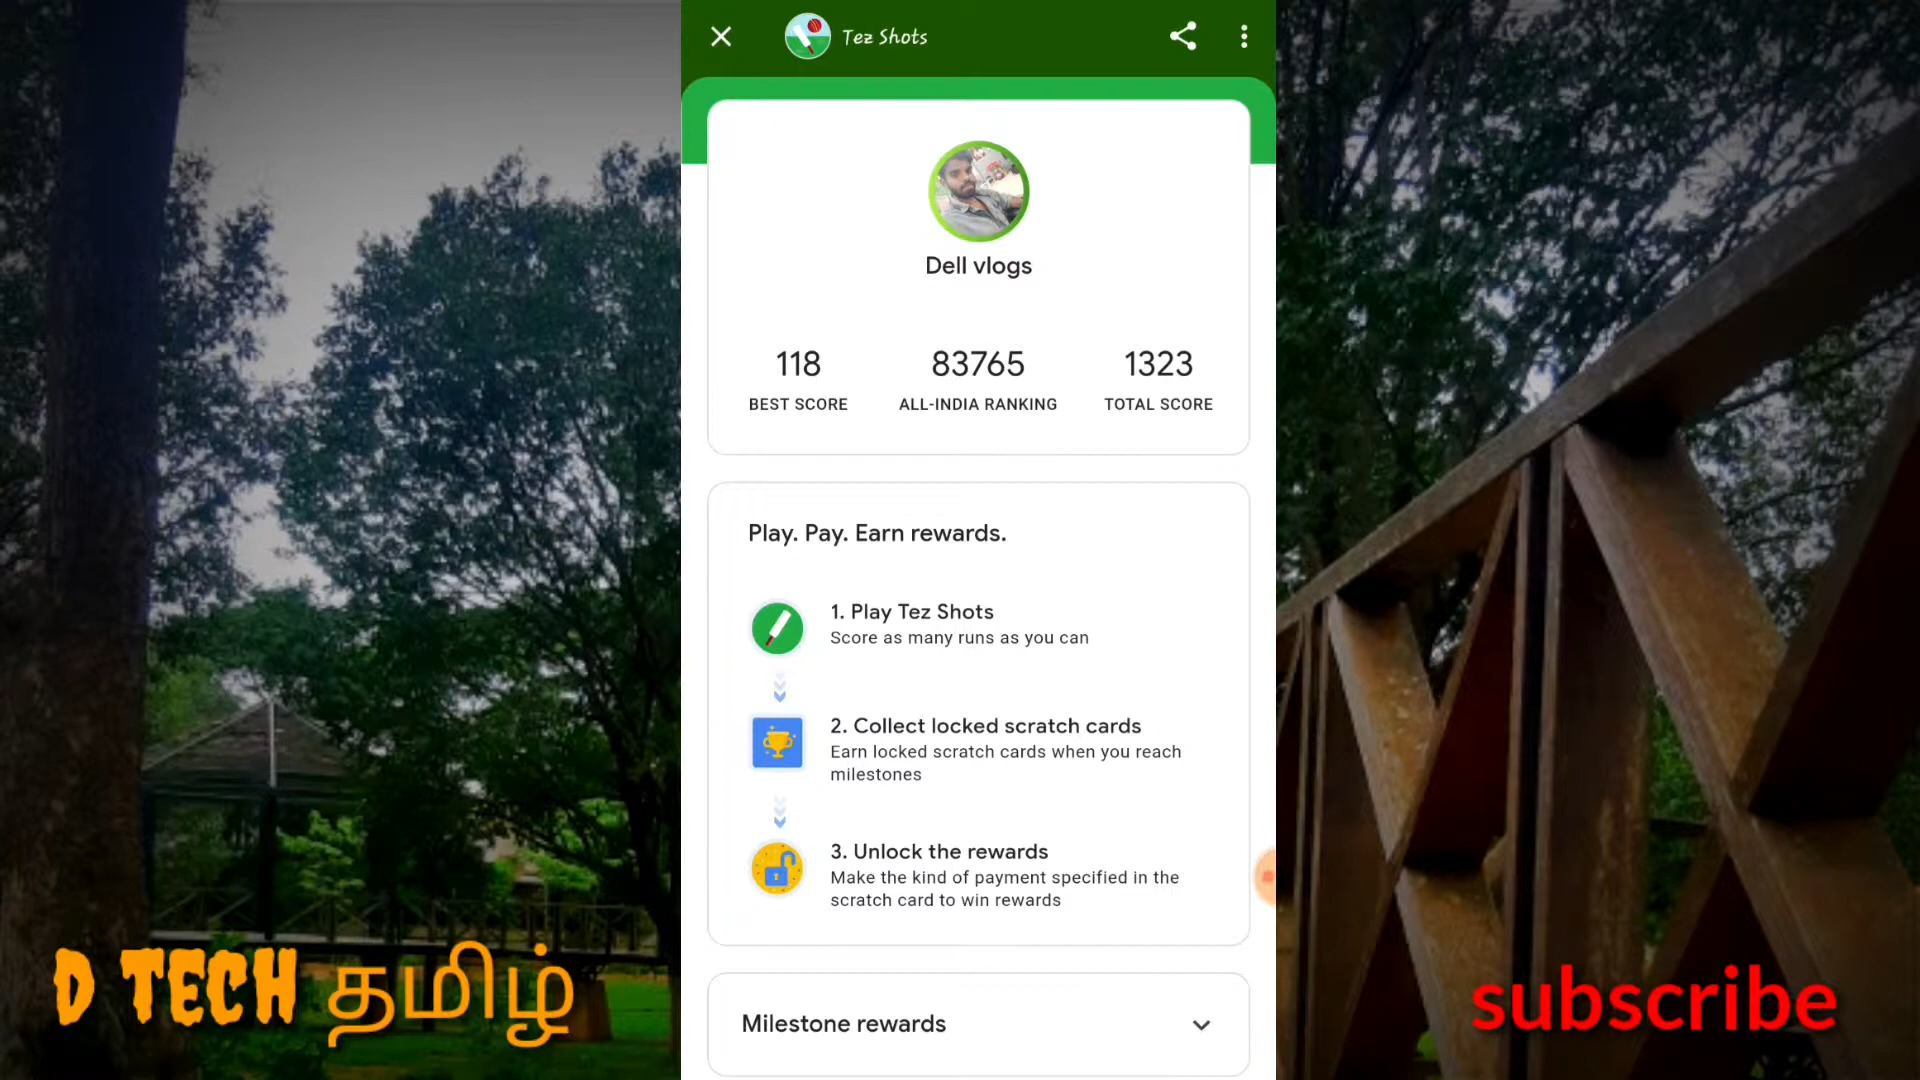 Tez Shots
Dell vlogs
118
BEST SCORE
83765
ALL-INDIA RANKING
1323
TOTAL SCORE
Play. Pay. Earn rewards.
1. Play Tez Shots
Score as many runs as you can
2. Collect locked scratch cards
Earn locked scratch cards when you reach
milestones
3. Unlock the rewards
Make the kind of payment specified in the
scratch card to win rewards
Milestone rewards
D TECH தமிழ்
subscribe